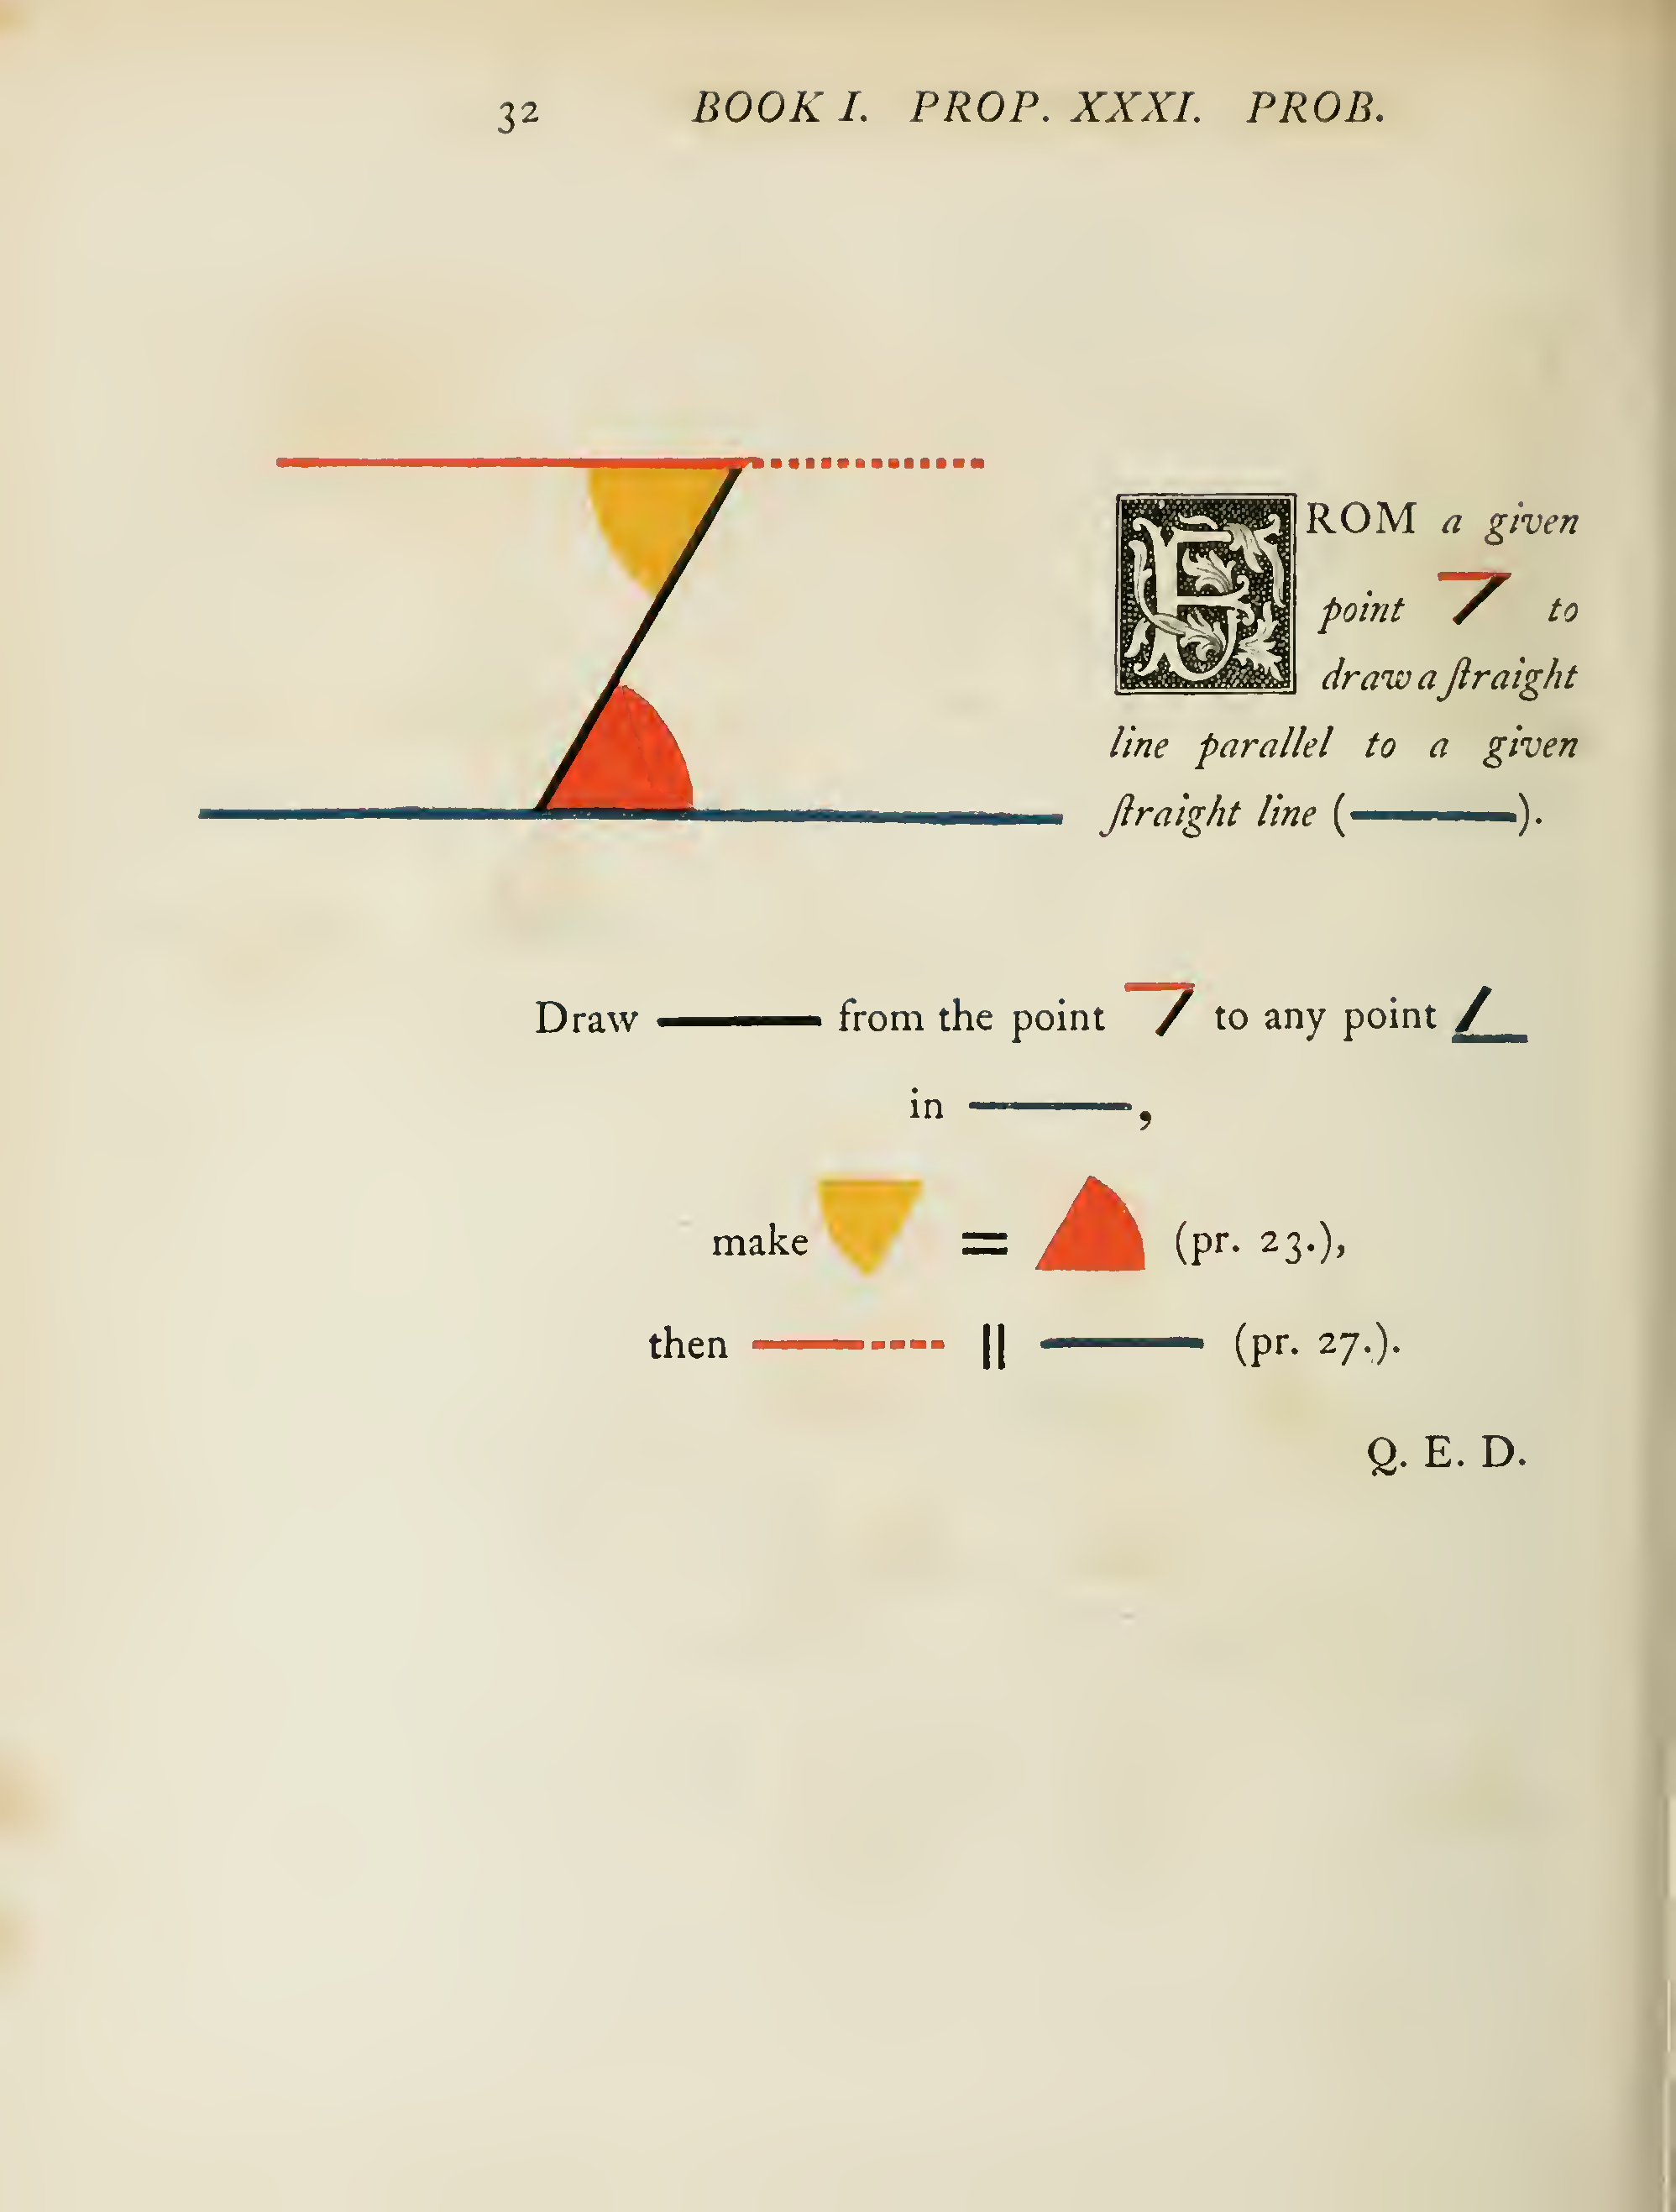 32 BOOK I. PROP. XXXI. PROB.
FROM a given
point to
draw a ſtraight
line parallel to a given
ſtraight line ( ).
Draw from the point to any point
in ,
make = (pr. 23.),
then || (pr. 27.).
Q. E. D.